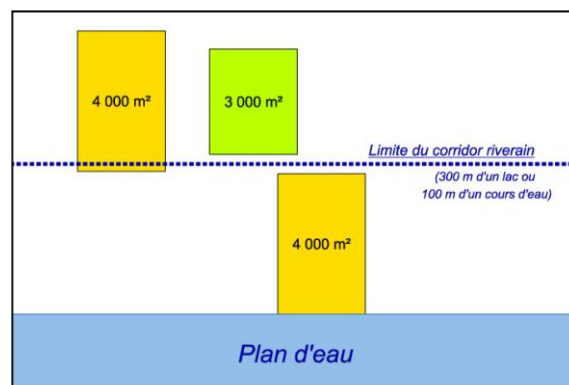 4 000 m²
3 000 m²
Limite du corridor riverain
(300 m d'un lac ou
100 m d'un cours d'eau)
4 000 m²
Plan d'eau